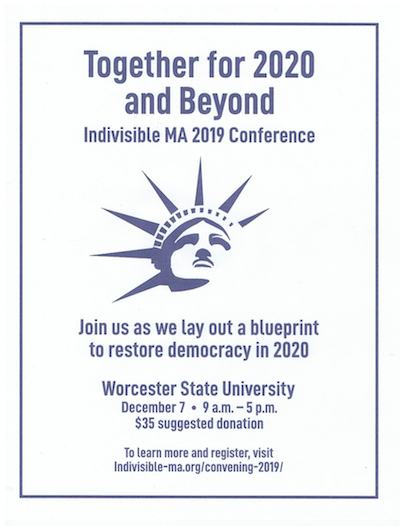 Together for 2020
and Beyond
Indivisible MA 2019 Conference
Join us as we lay out a blueprint
to restore democracy in 2020
Worcester State University
December 7 • 9 a.m. – 5 p.m.
$35 suggested donation
To learn more and register, visit
Indivisible-ma.org/convening-2019/